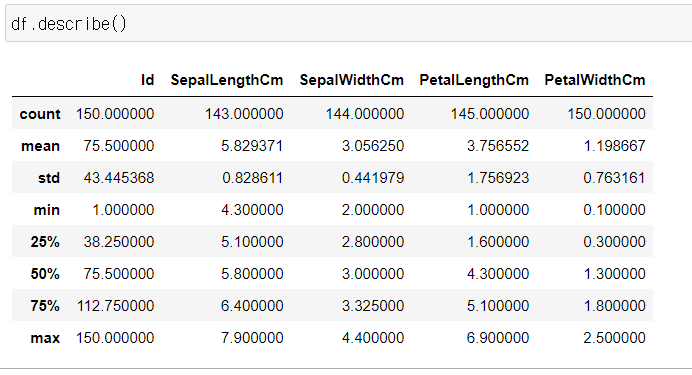 df.describe()
Id SepalLengthCm SepalWidthCm PetalLengthCm PetalWidthCm
count 150.000000 143.000000 144.000000 145.000000 150.000000
mean 75.500000 5.829371 3.056250 3.756552 1.198667
std 43.445368 0.828611 0.441979 1.756923 0.763161
min 1.000000 4.300000 2.000000 1.000000 0.100000
25% 38.250000 5.100000 2.800000 1.600000 0.300000
50% 75.500000 5.800000 3.000000 4.300000 1.300000
75% 112.750000 6.400000 3.325000 5.100000 1.800000
max 150.000000 7.900000 4.400000 6.900000 2.500000